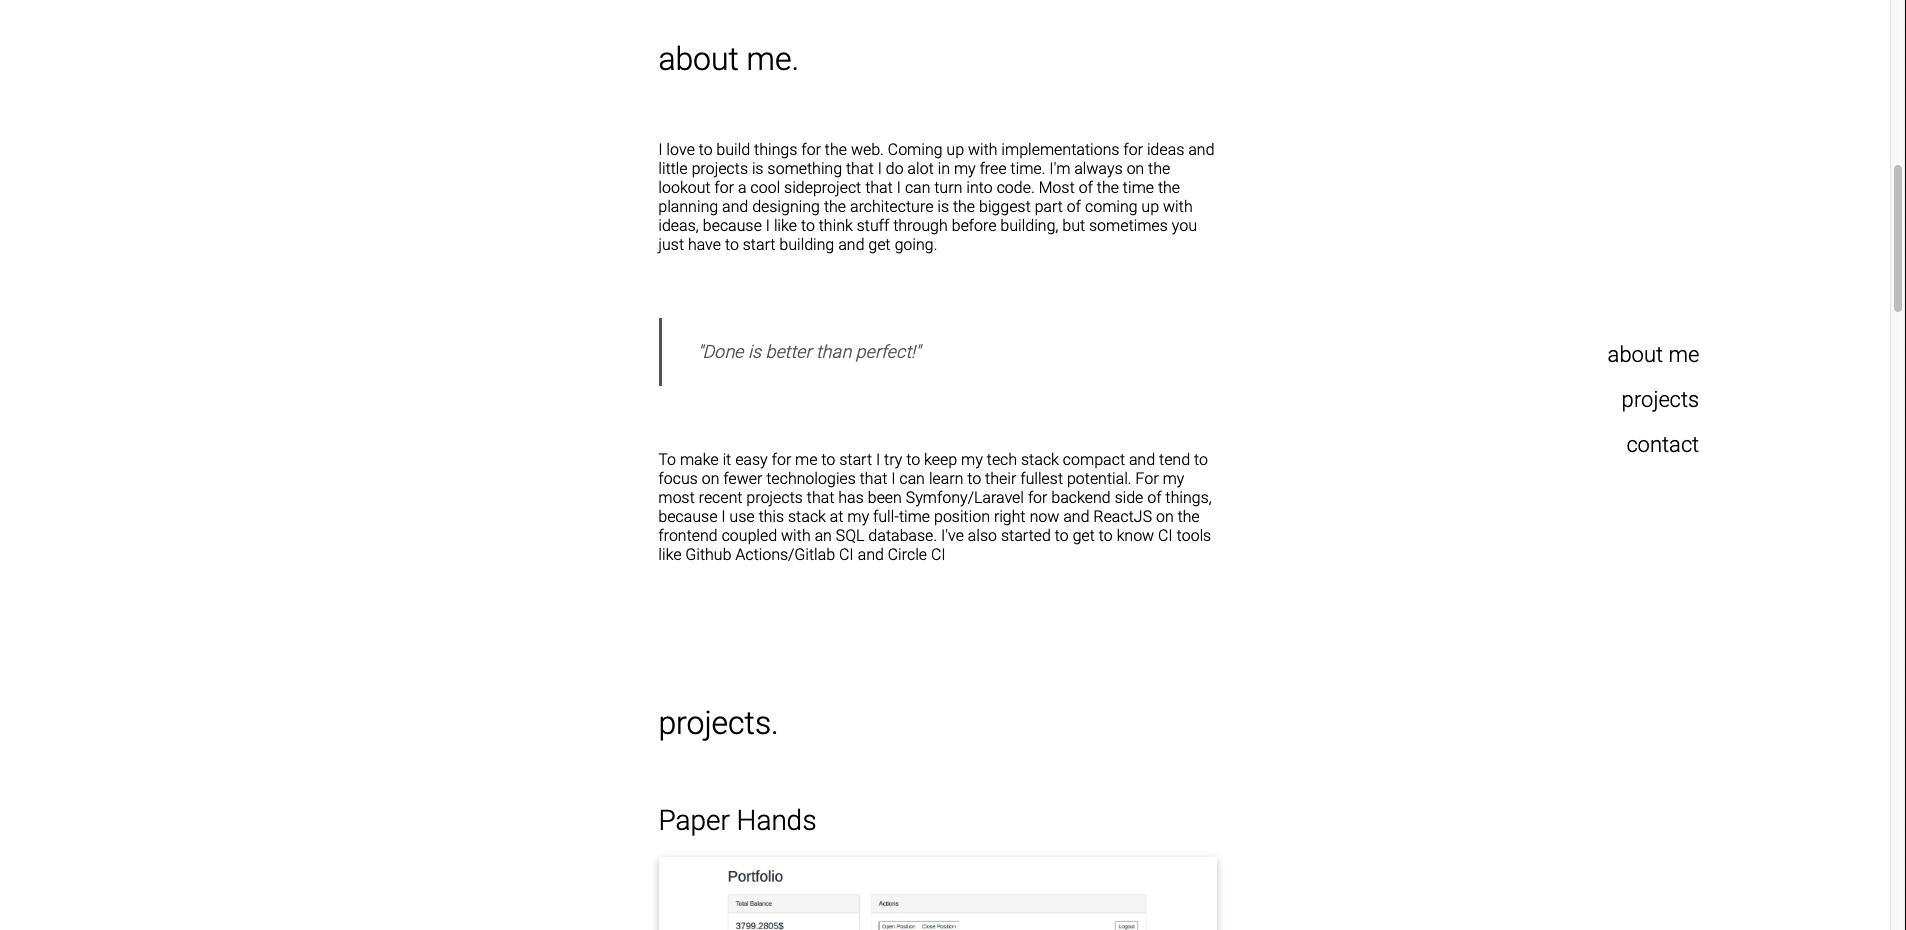 about me.
I love to build things for the web. Coming up with implementations for ideas and
little projects is something that I do alot in my free time. I'm always on the
lookout for a cool sideproject that I can turn into code. Most of the time the
planning and designing the architecture is the biggest part of coming up with
ideas, because I like to think stuff through before building, but sometimes you
just have to start building and get going.
"Done is better than perfect!"
about me
projects
contact
To make it easy for me to start I try to keep my tech stack compact and tend to
focus on fewer technologies that I can learn to their fullest potential. For my
most recent projects that has been Symfony/Laravel for backend side of things,
because I use this stack at my full-time position right now and ReactJS on the
frontend coupled with an SQL database. I've also started to get to know CI tools
like Github Actions/Gitlab CI and Circle CI
projects.
Paper Hands
Portfolio
Total Balance
Actions
3799.2805$
Open Position Close Position
Logout